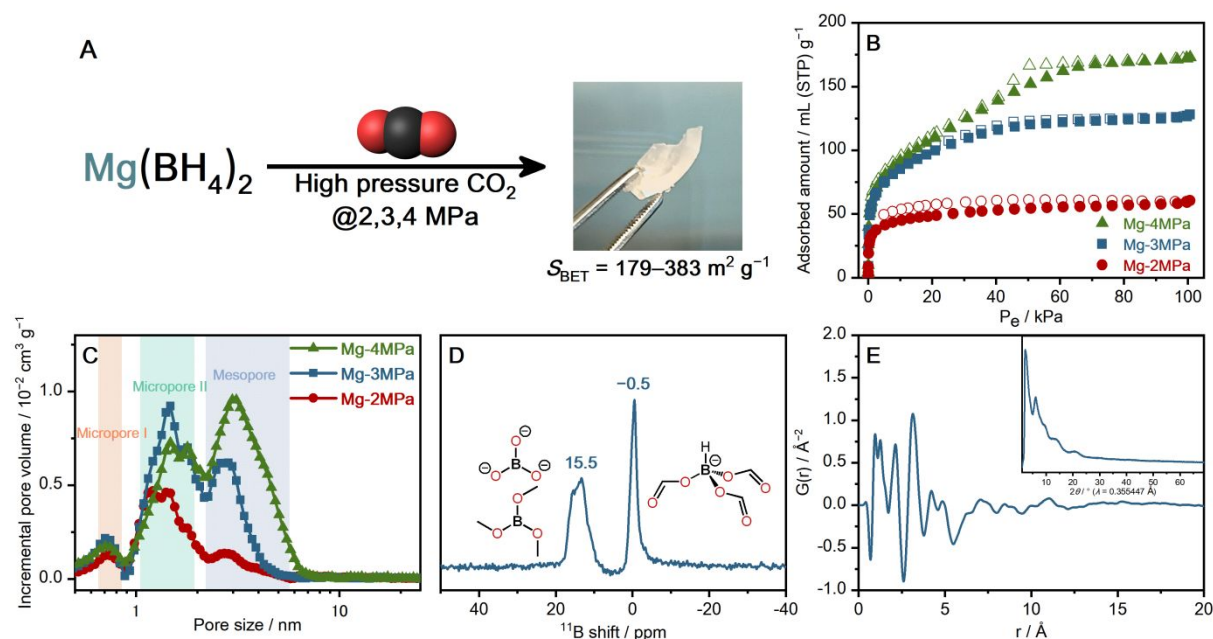 A
Mg(BH₄)₂
High pressure CO₂
@2,3,4 MPa
S_BET = 179–383 m² g⁻¹
B
Adsorbed amount / mL (STP) g⁻¹
200
150
100
50
0
0 20 40 60 80 100
Pₑ / kPa
Mg-4MPa
Mg-3MPa
Mg-2MPa
C
Incremental pore volume / 10⁻² cm³ g⁻¹
1.0
0.5
0.0
1 10
Pore size / nm
Mg-4MPa
Mg-3MPa
Mg-2MPa
Micropore I
Micropore II
Mesopore
D
15.5
−0.5
O
⊖
⊖ B ⊖
O O
O
B
O O
H
B ⊖
O O
O O
O O
40 20 0 -20 -40
¹¹B shift / ppm
E
G(r) / Å⁻²
2.0
1.5
1.0
0.5
0.0
-0.5
-1.0
0 5 10 15 20
r / Å
10 20 30 40 50 60
2θ / ° (λ = 0.355447 Å)